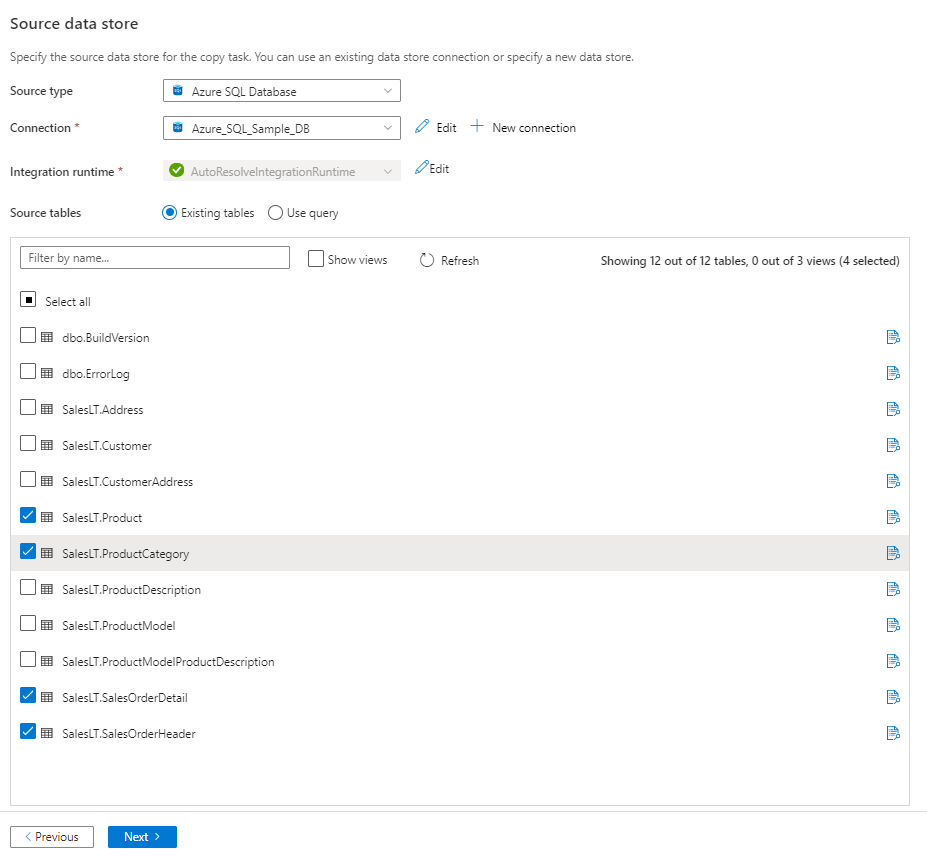 Source data store
Specify the source data store for the copy task. You can use an existing data store connection or specify a new data store.
Source type Azure SQL Database
Connection * Azure_SQL_Sample_DB Edit New connection
Integration runtime * AutoResolveIntegrationRuntime Edit
Source tables Existing tables Use query
Filter by name... Show views Refresh Showing 12 out of 12 tables, 0 out of 3 views (4 selected)
Select all
dbo.BuildVersion
dbo.ErrorLog
SalesLT.Address
SalesLT.Customer
SalesLT.CustomerAddress
SalesLT.Product
SalesLT.ProductCategory
SalesLT.ProductDescription
SalesLT.ProductModel
SalesLT.ProductModelProductDescription
SalesLT.SalesOrderDetail
SalesLT.SalesOrderHeader
< Previous Next >